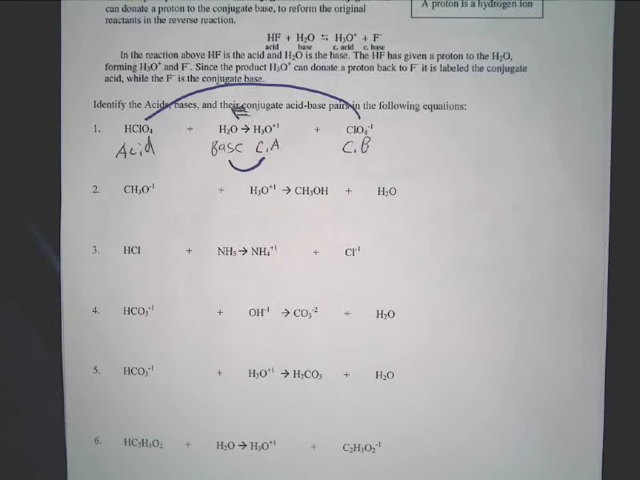 can donate a proton to the conjugate base, to reform the original
reactants in the reverse reaction.
A proton is a hydrogen ion
HF + H₂O ⇆ H₃O⁺ + F⁻
acid base c. acid c. base
In the reaction above HF is the acid and H₂O is the base. The HF has given a proton to the H₂O,
forming H₃O⁺ and F⁻. Since the product H₃O⁺ can donate a proton back to F⁻ it is labeled the conjugate
acid, while the F⁻ is the conjugate base.
Identify the Acids, bases, and their conjugate acid-base pairs in the following equations:
1. HClO₄ + H₂O → H₃O⁺¹ + ClO₄⁻¹
Acid Base C.A C.B
2. CH₃O⁻¹ + H₃O⁺¹ → CH₃OH + H₂O
3. HCl + NH₃ → NH₄⁺¹ + Cl⁻¹
4. HCO₃⁻¹ + OH⁻¹ → CO₃⁻² + H₂O
5. HCO₃⁻¹ + H₃O⁺¹ → H₂CO₃ + H₂O
6. HC₂H₃O₂ + H₂O → H₃O⁺¹ + C₂H₃O₂⁻¹